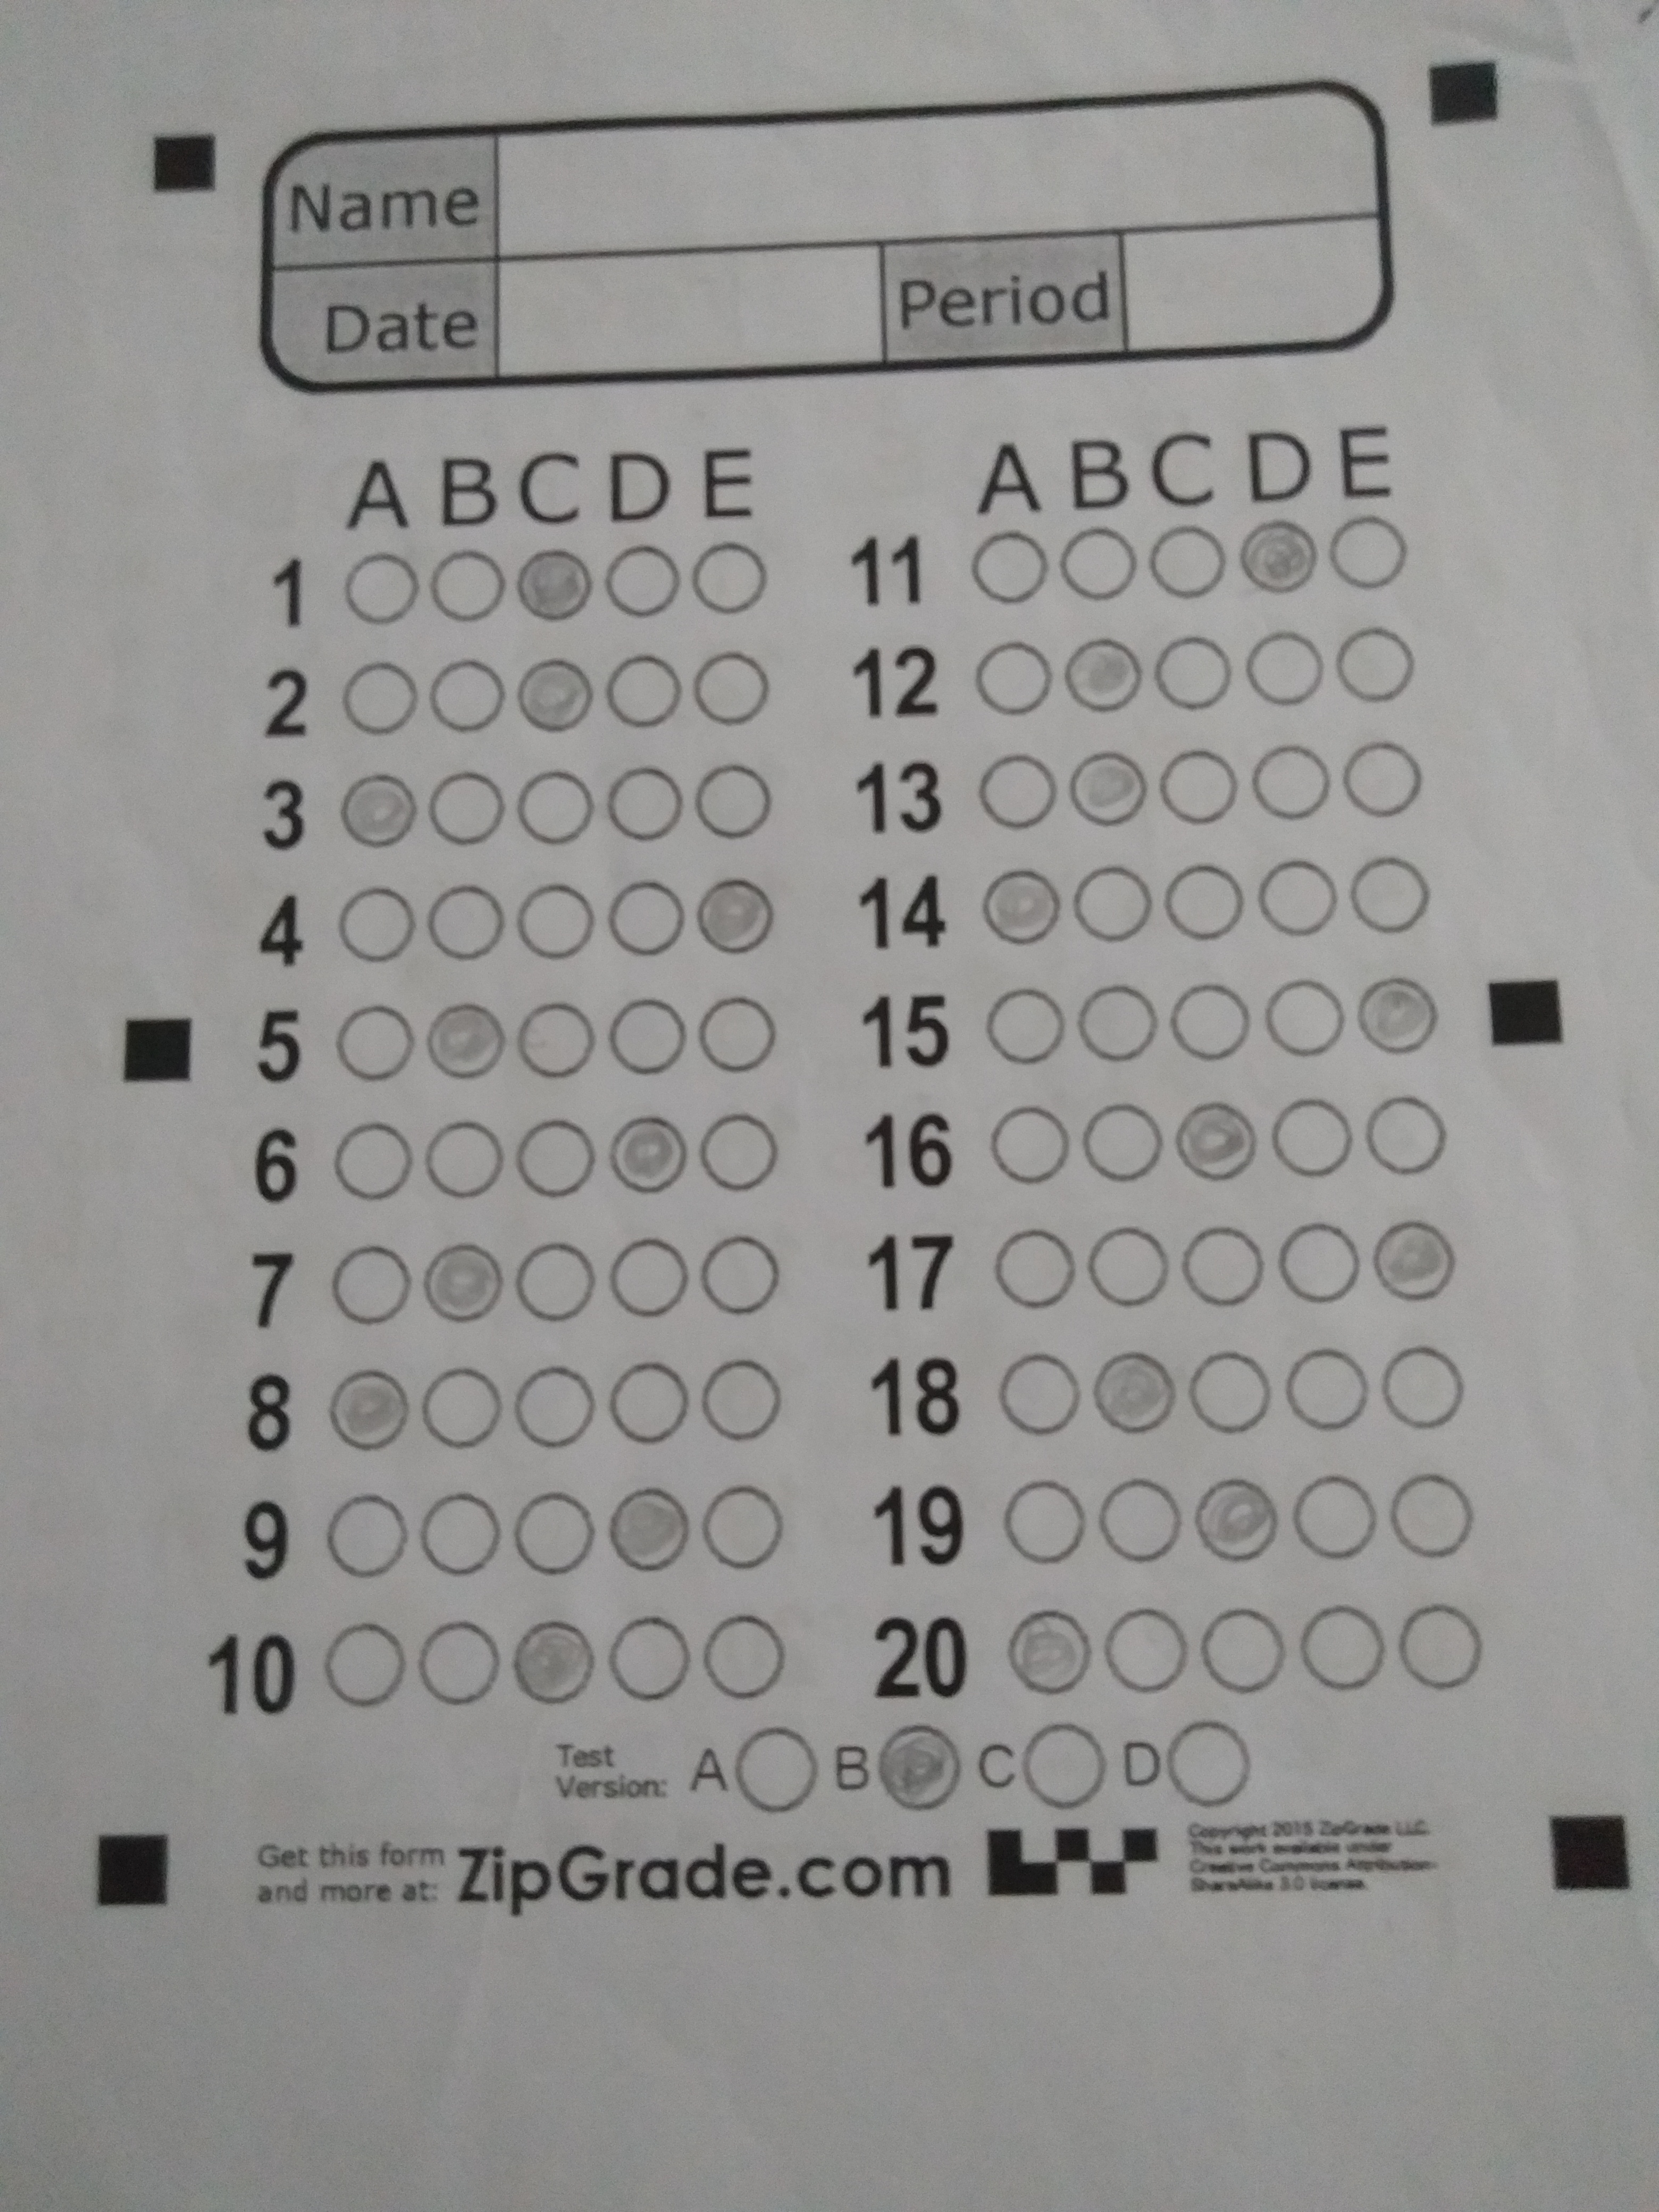 Name
Date Period
A B C D E A B C D E
1 11
2 12
3 13
4 14
5 15
6 16
7 17
8 18
9 19
10 20
Test
Version: A B C D
Get this form
and more at: ZipGrade.com
Copyright 2015 ZipGrade LLC.
This work available under
Creative Commons Attribution-
ShareAlike 3.0 license.